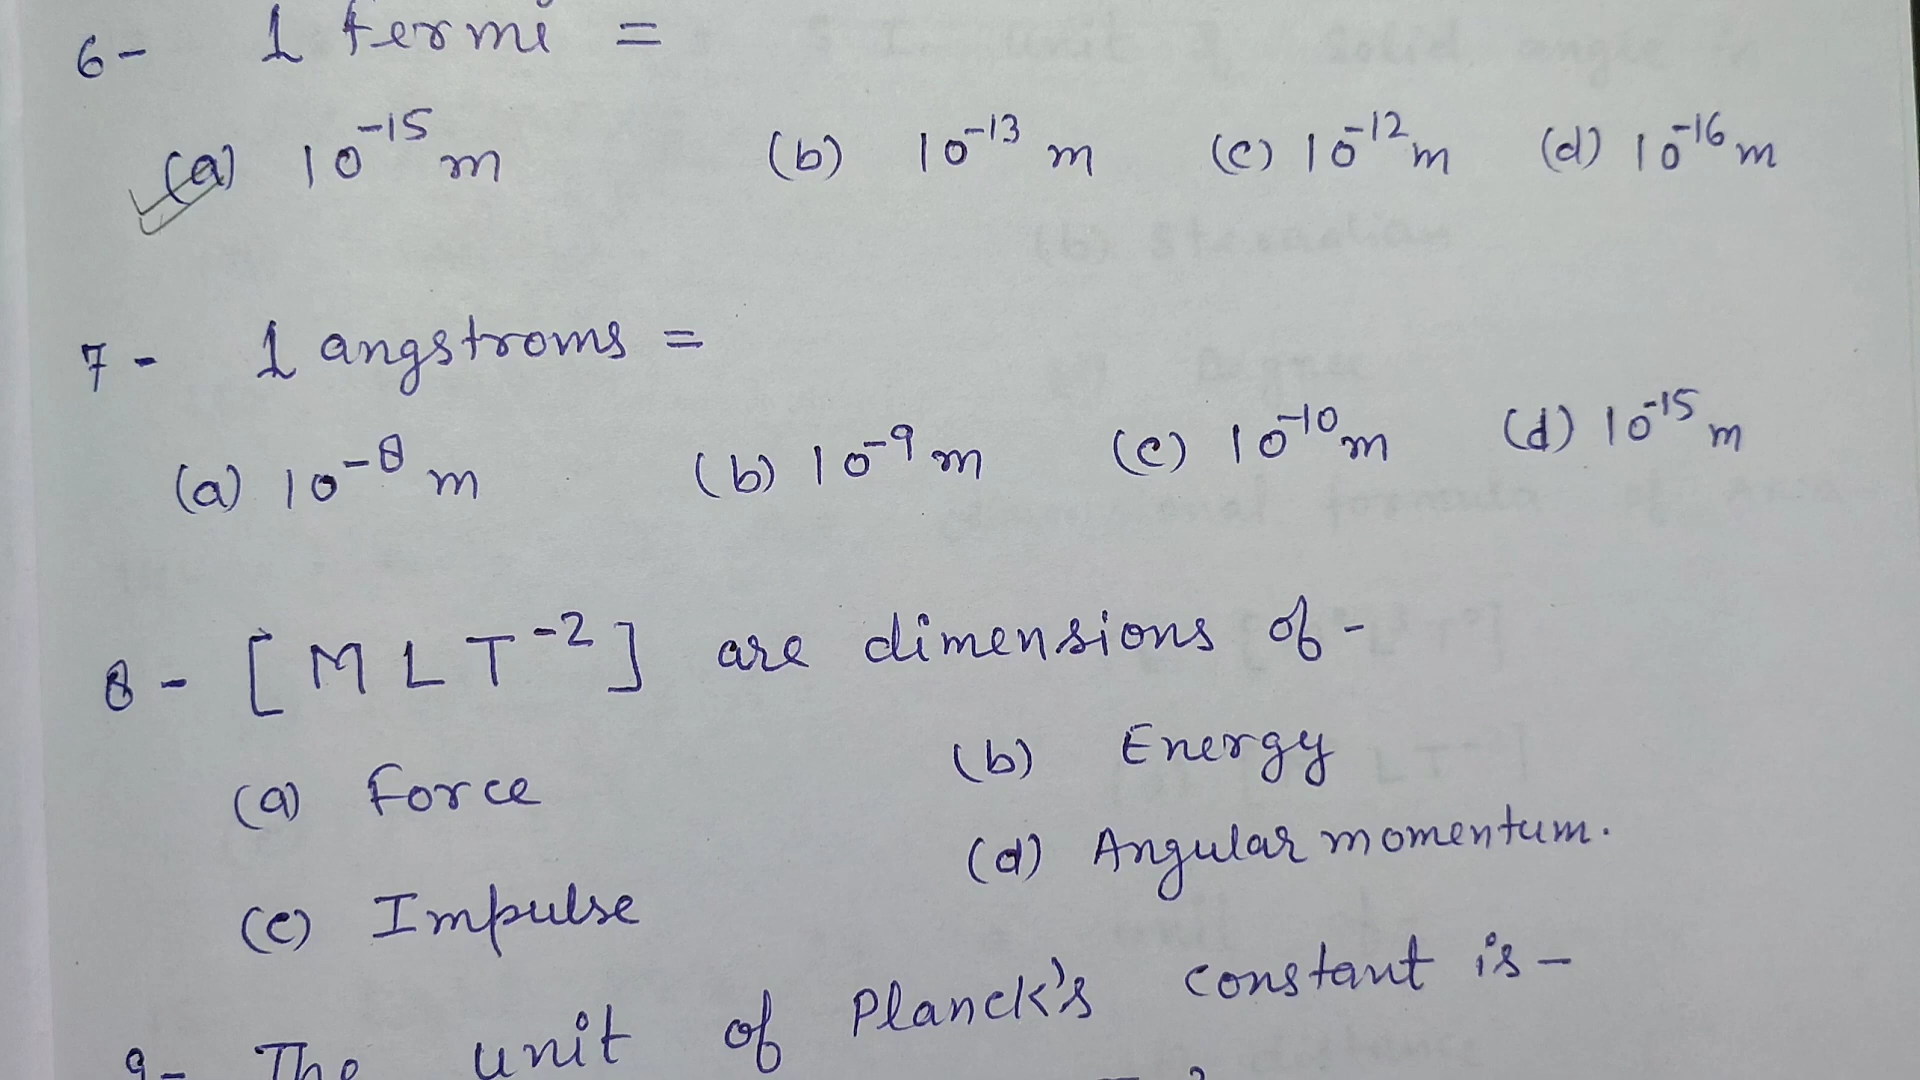 6- 1 fermi =
(a) 10⁻¹⁵ m (b) 10⁻¹³ m (c) 10⁻¹² m (d) 10⁻¹⁶ m
7- 1 angstroms =
(a) 10⁻⁸ m (b) 10⁻⁹ m (c) 10⁻¹⁰ m (d) 10⁻¹⁵ m
8- [M L T⁻²] are dimensions of -
(a) Force (b) Energy
(c) Impulse (d) Angular momentum.
9- The unit of Planck's constant is -